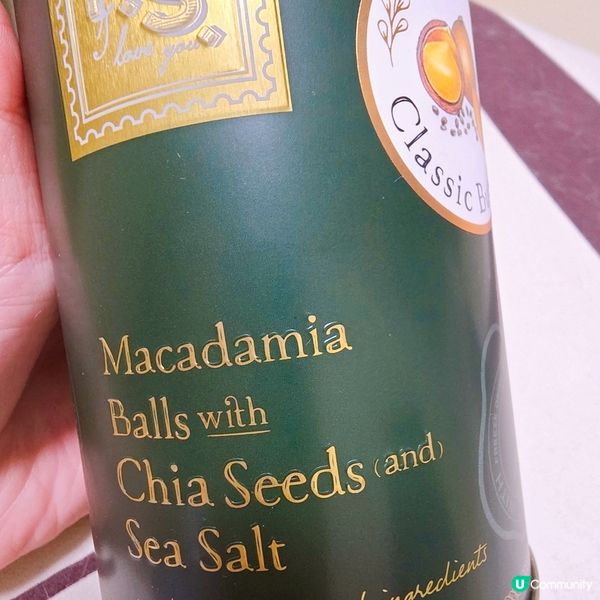 P.S.
I love you
Classic
Macadamia
Balls with
Chia Seeds (and)
Sea Salt
ingredients
U Community